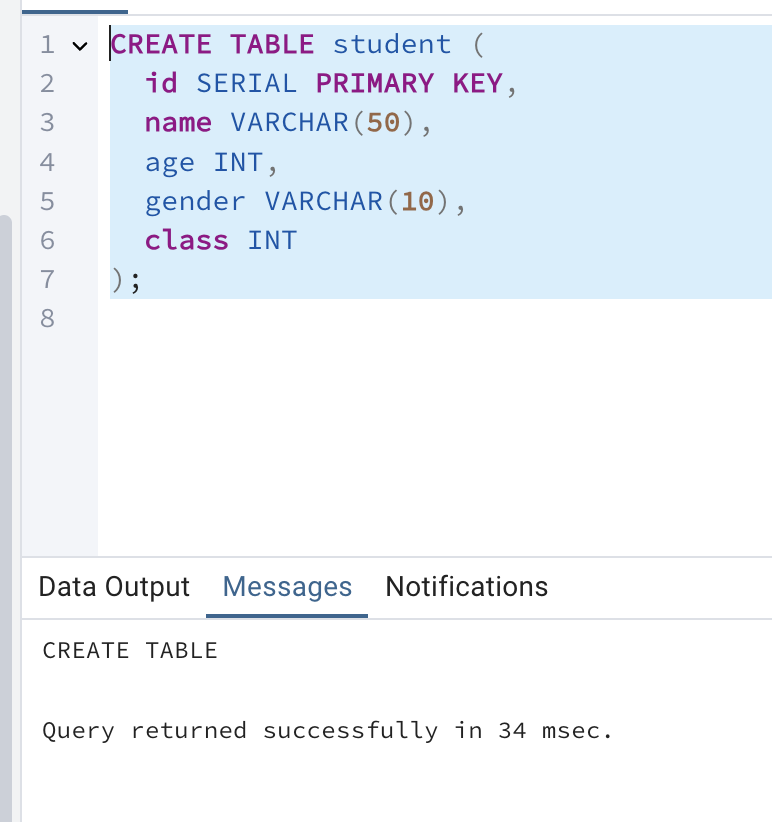 1 CREATE TABLE student (
2 id SERIAL PRIMARY KEY,
3 name VARCHAR(50),
4 age INT,
5 gender VARCHAR(10),
6 class INT
7 );
8
Data Output Messages Notifications
CREATE TABLE
Query returned successfully in 34 msec.